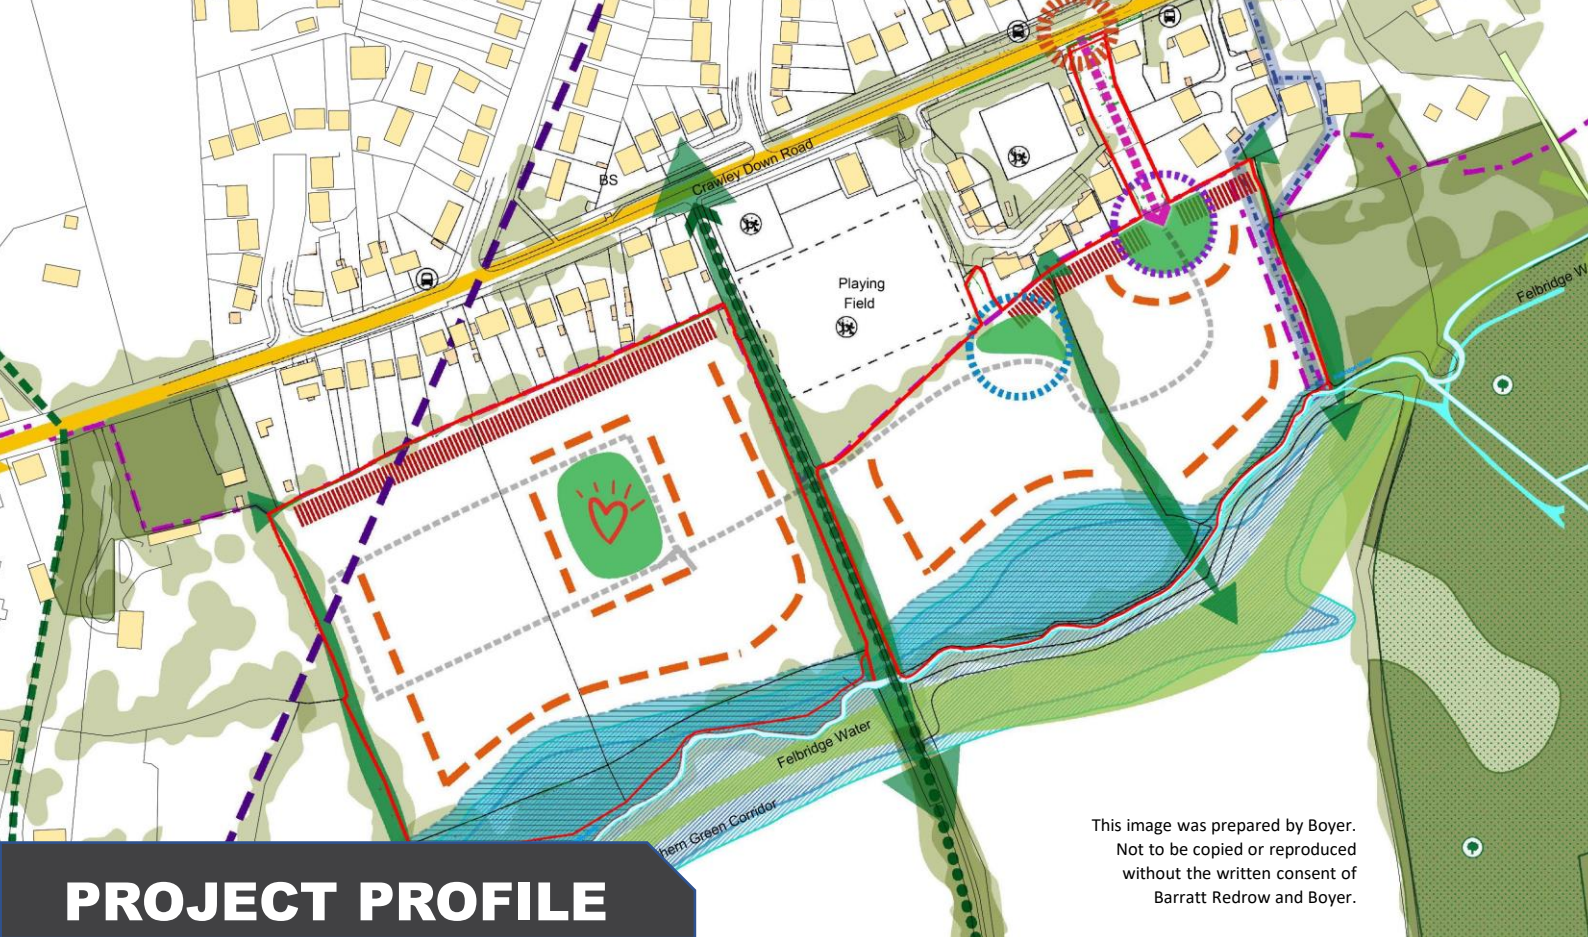 BS
Crawley Down Road
Playing
Field
Felbridge W
Felbridge Water
hern Green Corridor
This image was prepared by Boyer.
Not to be copied or reproduced
without the written consent of
Barratt Redrow and Boyer.
PROJECT PROFILE